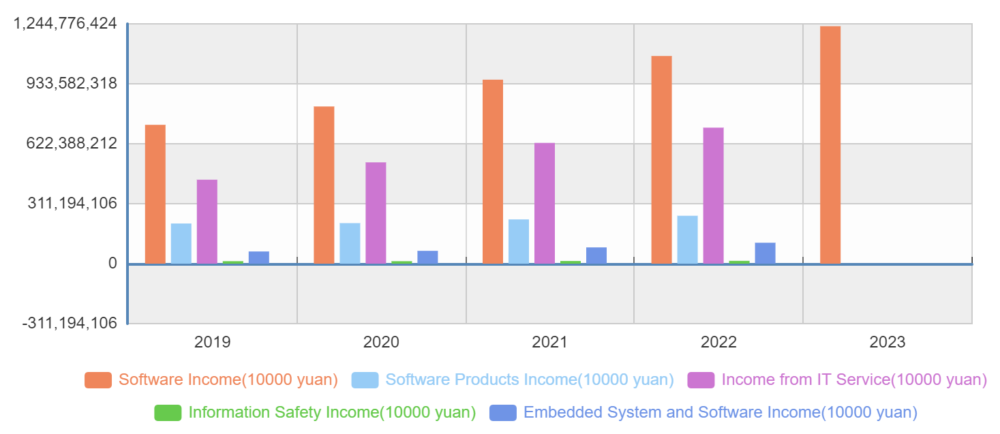 1,244,776,424
933,582,318
622,388,212
311,194,106
0
-311,194,106
2019 2020 2021 2022 2023
Software Income(10000 yuan) Software Products Income(10000 yuan) Income from IT Service(10000 yuan)
Information Safety Income(10000 yuan) Embedded System and Software Income(10000 yuan)